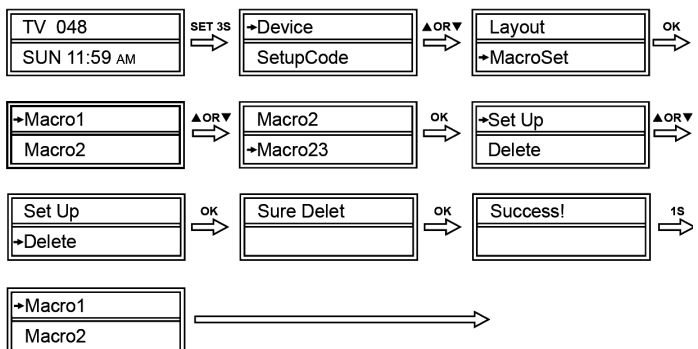 TV 048
SUN 11:59 AM
SET 3S
→Device
SetupCode
▲OR▼
Layout
→MacroSet
OK
→Macro1
Macro2
▲OR▼
Macro2
→Macro23
OK
→Set Up
Delete
▲OR▼
Set Up
→Delete
OK
Sure Delet
OK
Success!
1S
→Macro1
Macro2